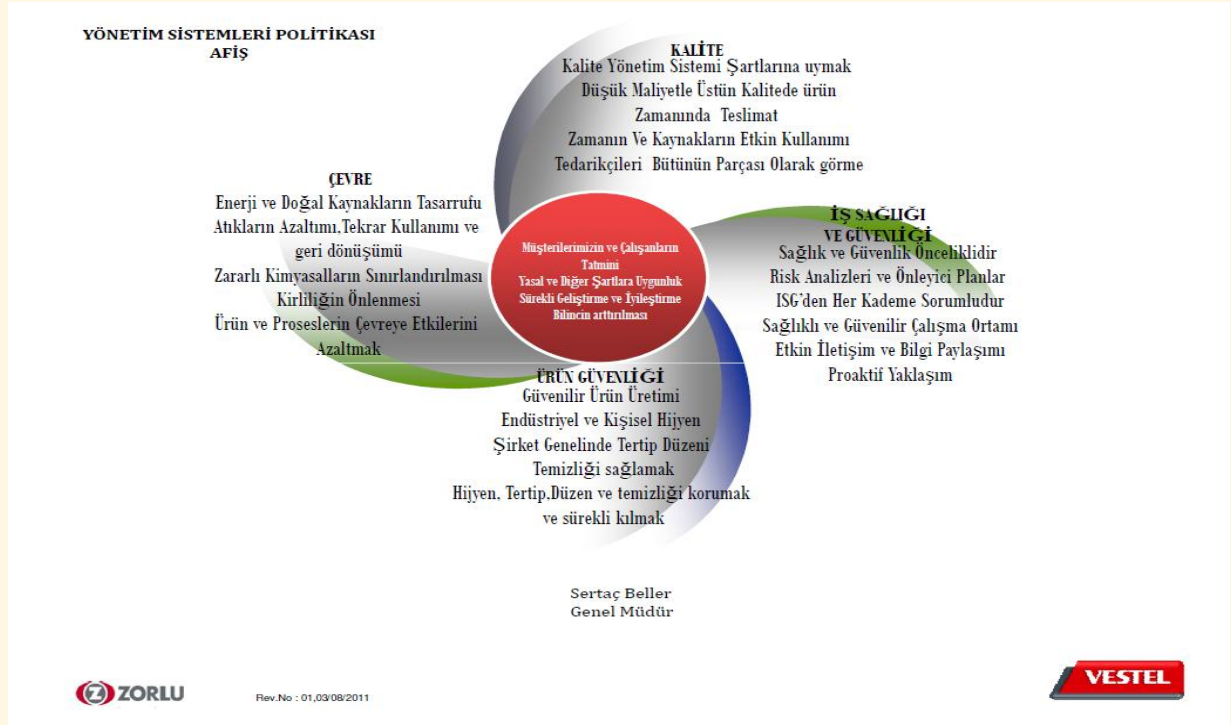 YÖNETİM SİSTEMLERİ POLİTİKASI
AFİŞ
KALİTE
Kalite Yönetim Sistemi Şartlarına uymak
Düşük Maliyetle Üstün Kalitede ürün
Zamanında Teslimat
Zamanın Ve Kaynakların Etkin Kullanımı
Tedarikçileri Bütünün Parçası Olarak görme
ÇEVRE
Enerji ve Doğal Kaynakların Tasarrufu
Atıkların Azaltımı,Tekrar Kullanımı ve
geri dönüşümü
Zararlı Kimyasalların Sınırlandırılması
Kirliliğin Önlenmesi
Ürün ve Proseslerin Çevreye Etkilerini
Azaltmak
Müşterilerimizin ve Çalışanların
Tatmini
Yasal ve Diğer Şartlara Uygunluk
Sürekli Geliştirme ve İyileştirme
Bilincin arttırılması
İŞ SAĞLIĞI
VE GÜVENLİĞİ
Sağlık ve Güvenlik Önceliklidir
Risk Analizleri ve Önleyici Planlar
ISG'den Her Kademe Sorumludur
Sağlıklı ve Güvenilir Çalışma Ortamı
Etkin İletişim ve Bilgi Paylaşımı
Proaktif Yaklaşım
ÜRÜN GÜVENLİĞİ
Güvenilir Ürün Üretimi
Endüstriyel ve Kişisel Hijyen
Şirket Genelinde Tertip Düzeni
Temizliği sağlamak
Hijyen, Tertip,Düzen ve temizliği korumak
ve sürekli kılmak
Sertaç Beller
Genel Müdür
ZORLU
Rev.No : 01,03/08/2011
VESTEL